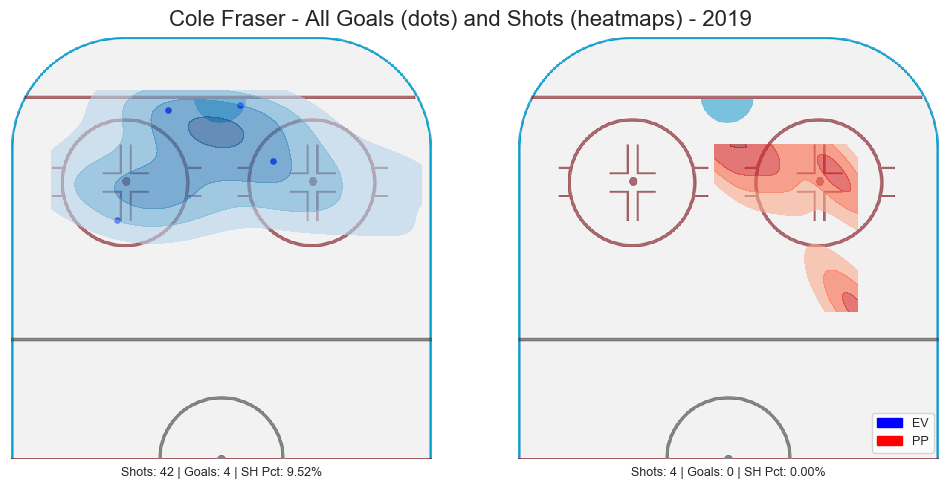 Cole Fraser - All Goals (dots) and Shots (heatmaps) - 2019
EV
PP
Shots: 42 | Goals: 4 | SH Pct: 9.52%
Shots: 4 | Goals: 0 | SH Pct: 0.00%